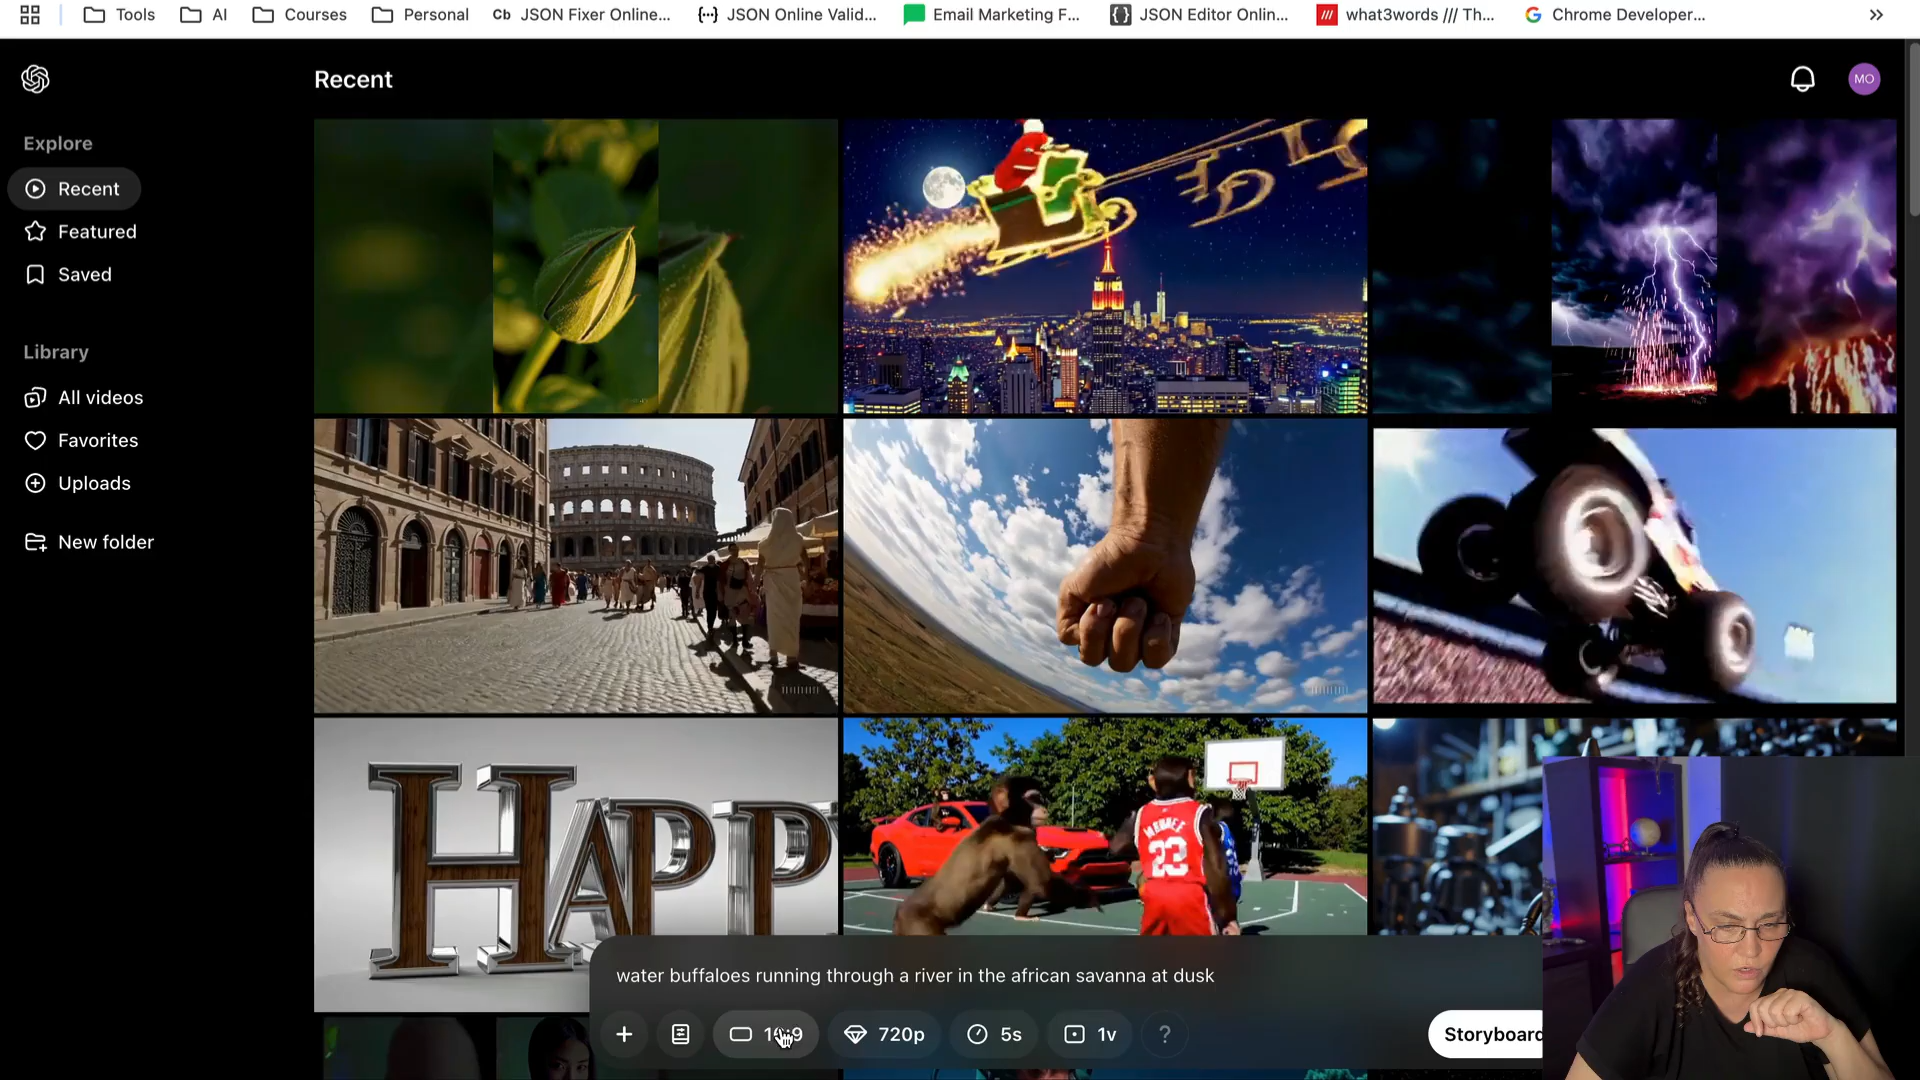 Tools
AI
Courses
Personal
Cb JSON Fixer Online...
{···} JSON Online Valid...
Email Marketing F...
{} JSON Editor Onlin...
/// what3words /// Th...
G Chrome Developer...
»
Recent
MO
Explore
Recent
Featured
Saved
Library
All videos
Favorites
Uploads
New folder
HAPP
23
water buffaloes running through a river in the african savanna at dusk
+
720p
5s
1v
?
Storyboard